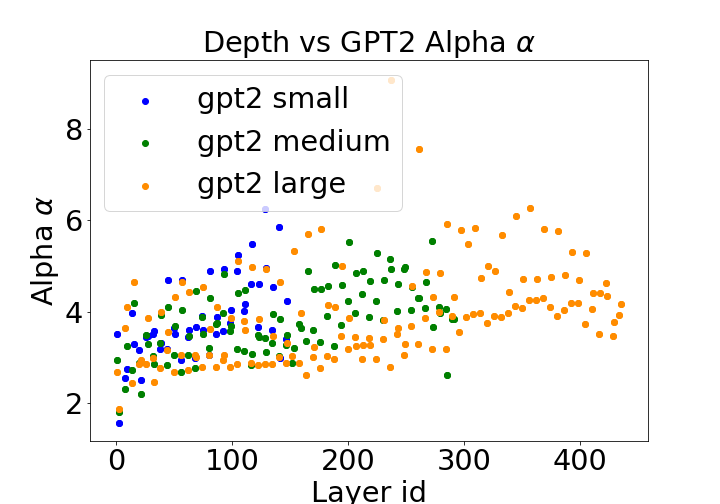 Depth vs GPT2 Alpha α
gpt2 small
gpt2 medium
gpt2 large
Alpha α
8
6
4
2
0 100 200 300 400
Layer id